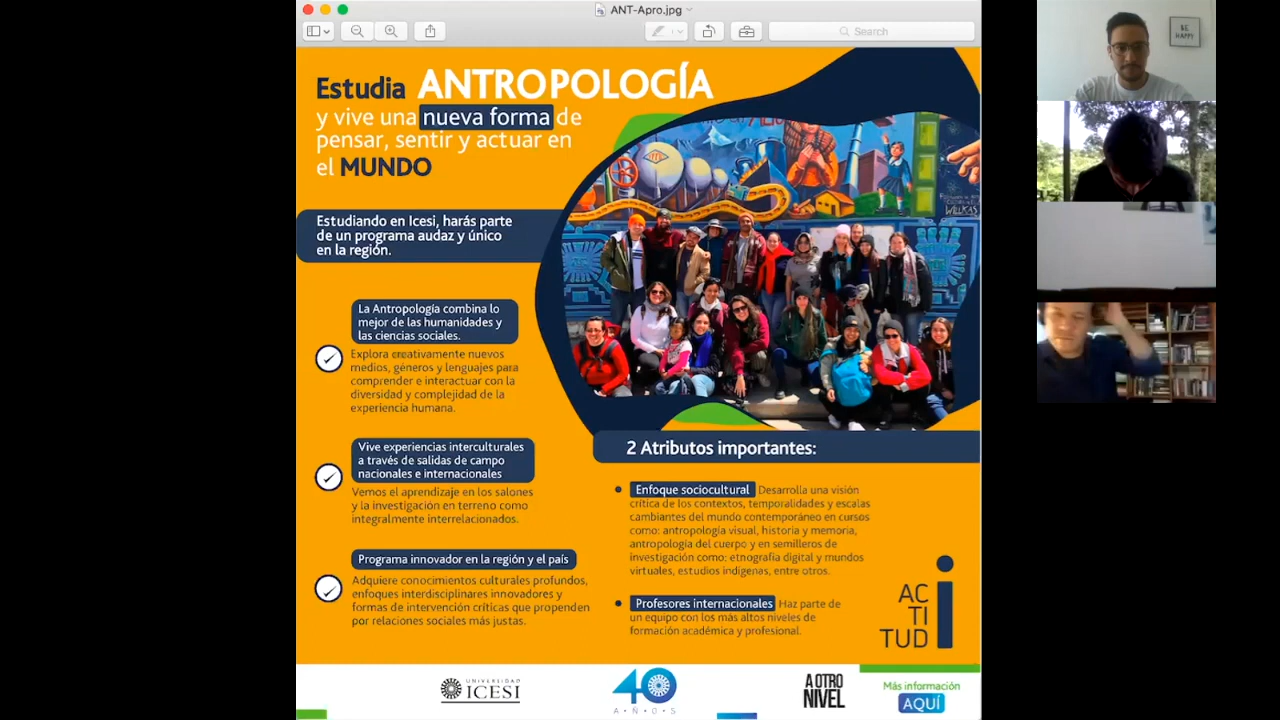 ANT-Apro.jpg
Search
Estudia ANTROPOLOGÍA
y vive una nueva forma de
pensar, sentir y actuar en
el MUNDO
Estudiando en Icesi, harás parte
de un programa audaz y único
en la región.
La Antropología combina lo
mejor de las humanidades y
las ciencias sociales.
Explora creativamente nuevos
medios, géneros y lenguajes para
comprender e interactuar con la
diversidad y complejidad de la
experiencia humana.
Vive experiencias interculturales
a través de salidas de campo
nacionales e internacionales
Vemos el aprendizaje en los salones
y la investigación en terreno como
integralmente interrelacionados.
Programa innovador en la región y el país
Adquiere conocimientos culturales profundos,
enfoques interdisciplinares innovadores y
formas de intervención críticas que propenden
por relaciones sociales más justas.
2 Atributos importantes:
Enfoque sociocultural Desarrolla una visión
crítica de los contextos, temporalidades y escalas
cambiantes del mundo contemporáneo en cursos
como: antropología visual, historia y memoria,
antropología del cuerpo y en semilleros de
investigación como: etnografía digital y mundos
virtuales, estudios indígenas, entre otros.
Profesores internacionales Haz parte de
un equipo con los más altos niveles de
formación académica y profesional.
AC
TI
TUD
UNIVERSIDAD
ICESI
40
AÑOS
A OTRO
NIVEL
Más información
AQUÍ
BE
HAPPY